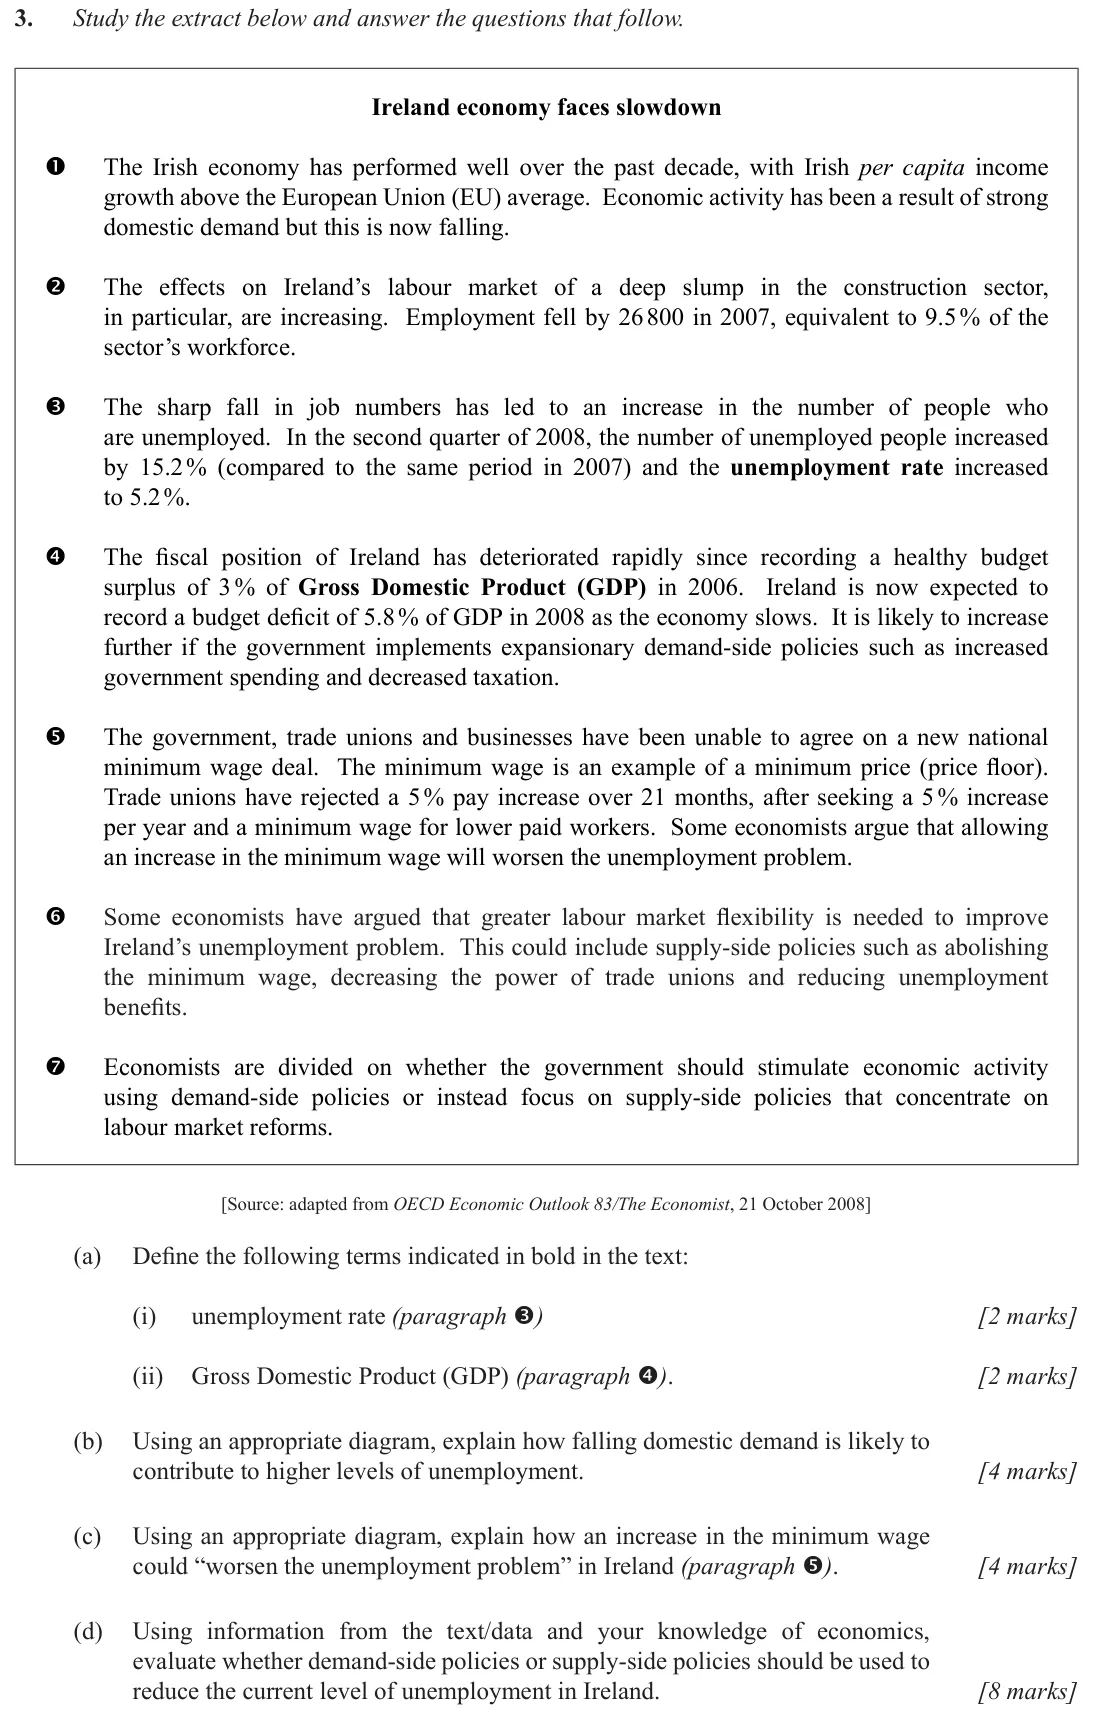 3. Study the extract below and answer the questions that follow.
Ireland economy faces slowdown
❶ The Irish economy has performed well over the past decade, with Irish per capita income
growth above the European Union (EU) average. Economic activity has been a result of strong
domestic demand but this is now falling.
❷ The effects on Ireland's labour market of a deep slump in the construction sector,
in particular, are increasing. Employment fell by 26 800 in 2007, equivalent to 9.5 % of the
sector's workforce.
❸ The sharp fall in job numbers has led to an increase in the number of people who
are unemployed. In the second quarter of 2008, the number of unemployed people increased
by 15.2 % (compared to the same period in 2007) and the unemployment rate increased
to 5.2 %.
❹ The fiscal position of Ireland has deteriorated rapidly since recording a healthy budget
surplus of 3 % of Gross Domestic Product (GDP) in 2006. Ireland is now expected to
record a budget deficit of 5.8 % of GDP in 2008 as the economy slows. It is likely to increase
further if the government implements expansionary demand-side policies such as increased
government spending and decreased taxation.
❺ The government, trade unions and businesses have been unable to agree on a new national
minimum wage deal. The minimum wage is an example of a minimum price (price floor).
Trade unions have rejected a 5 % pay increase over 21 months, after seeking a 5 % increase
per year and a minimum wage for lower paid workers. Some economists argue that allowing
an increase in the minimum wage will worsen the unemployment problem.
❻ Some economists have argued that greater labour market flexibility is needed to improve
Ireland's unemployment problem. This could include supply-side policies such as abolishing
the minimum wage, decreasing the power of trade unions and reducing unemployment
benefits.
❼ Economists are divided on whether the government should stimulate economic activity
using demand-side policies or instead focus on supply-side policies that concentrate on
labour market reforms.
[Source: adapted from OECD Economic Outlook 83/The Economist, 21 October 2008]
(a) Define the following terms indicated in bold in the text:
(i) unemployment rate (paragraph ❸) [2 marks]
(ii) Gross Domestic Product (GDP) (paragraph ❹). [2 marks]
(b) Using an appropriate diagram, explain how falling domestic demand is likely to
contribute to higher levels of unemployment. [4 marks]
(c) Using an appropriate diagram, explain how an increase in the minimum wage
could "worsen the unemployment problem" in Ireland (paragraph ❺). [4 marks]
(d) Using information from the text/data and your knowledge of economics,
evaluate whether demand-side policies or supply-side policies should be used to
reduce the current level of unemployment in Ireland. [8 marks]